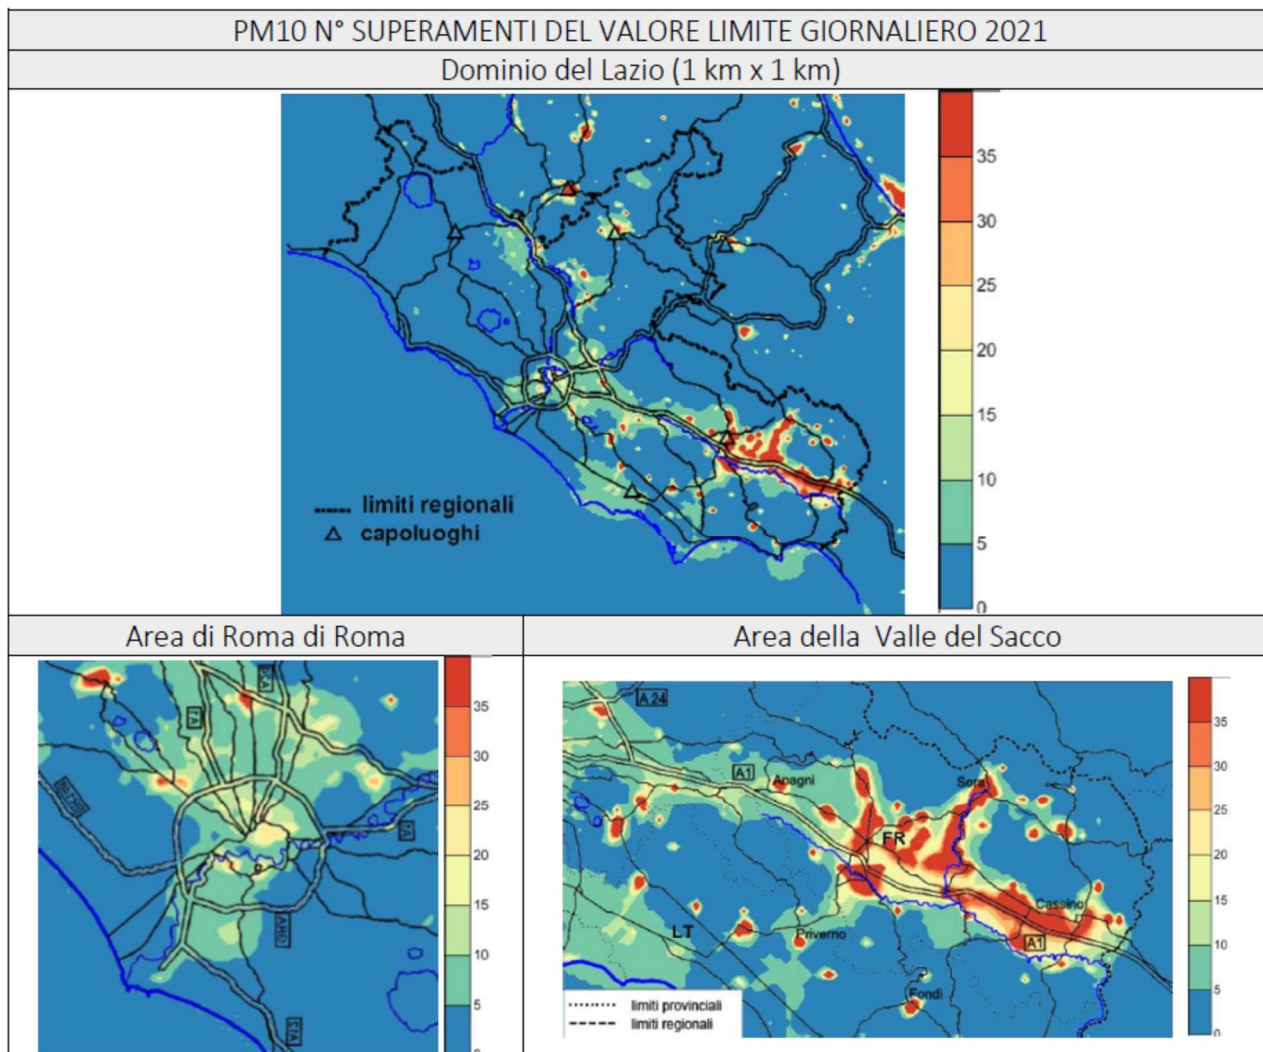 PM10 N° SUPERAMENTI DEL VALORE LIMITE GIORNALIERO 2021
Dominio del Lazio (1 km x 1 km)
35
30
25
20
15
10
5
0
limiti regionali
capoluoghi
Area di Roma di Roma
Area della Valle del Sacco
35
30
25
20
15
10
5
A 24
A1
Anagni
Sora
FR
Cassino
A1
LT
Priverno
Fondi
limiti provinciali
limiti regionali
35
30
25
20
15
10
5
0